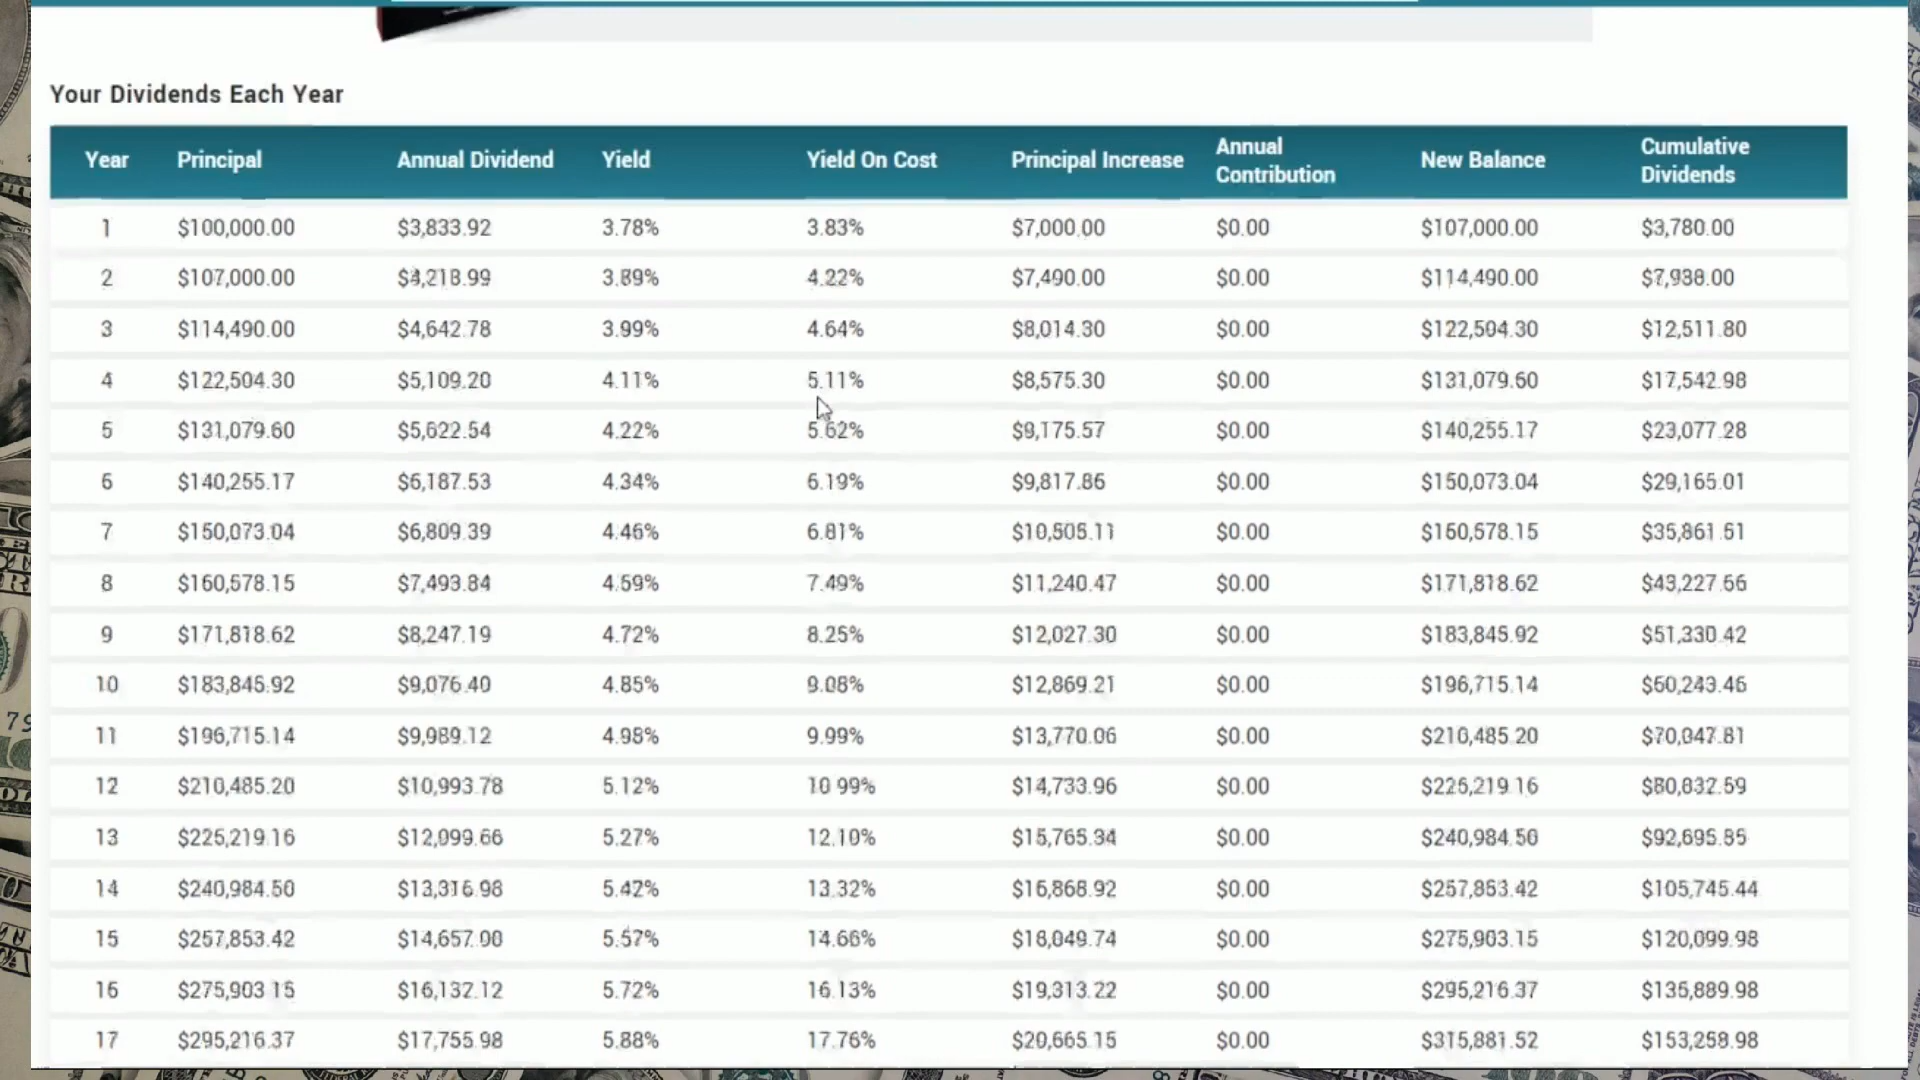 Your Dividends Each Year
Year Principal Annual Dividend Yield Yield On Cost Principal Increase Annual Contribution New Balance Cumulative Dividends
1 $100,000.00 $3,833.92 3.78% 3.83% $7,000.00 $0.00 $107,000.00 $3,780.00
2 $107,000.00 $4,218.99 3.89% 4.22% $7,490.00 $0.00 $114,490.00 $7,938.00
3 $114,490.00 $4,642.78 3.99% 4.64% $8,014.30 $0.00 $122,504.30 $12,511.80
4 $122,504.30 $5,109.20 4.11% 5.11% $8,575.30 $0.00 $131,079.60 $17,542.98
5 $131,079.60 $5,622.54 4.22% 5.62% $9,175.57 $0.00 $140,255.17 $23,077.28
6 $140,255.17 $6,187.53 4.34% 6.19% $9,817.86 $0.00 $150,073.04 $29,165.01
7 $150,073.04 $6,809.39 4.46% 6.81% $10,505.11 $0.00 $160,578.15 $35,861.51
8 $160,578.15 $7,493.84 4.59% 7.49% $11,240.47 $0.00 $171,818.62 $43,227.66
9 $171,818.62 $8,247.19 4.72% 8.25% $12,027.30 $0.00 $183,845.92 $51,330.42
10 $183,845.92 $9,076.40 4.85% 9.08% $12,869.21 $0.00 $196,715.14 $60,243.46
11 $196,715.14 $9,989.12 4.98% 9.99% $13,770.06 $0.00 $210,485.20 $70,047.81
12 $210,485.20 $10,993.78 5.12% 10.99% $14,733.96 $0.00 $225,219.16 $80,832.59
13 $225,219.16 $12,099.66 5.27% 12.10% $15,765.34 $0.00 $240,984.50 $92,695.85
14 $240,984.50 $13,316.98 5.42% 13.32% $16,868.92 $0.00 $257,853.42 $105,745.44
15 $257,853.42 $14,657.00 5.57% 14.66% $18,049.74 $0.00 $275,903.15 $120,099.98
16 $275,903.15 $16,132.12 5.72% 16.13% $19,313.22 $0.00 $295,216.37 $135,889.98
17 $295,216.37 $17,755.98 5.88% 17.76% $20,665.15 $0.00 $315,881.52 $153,258.98